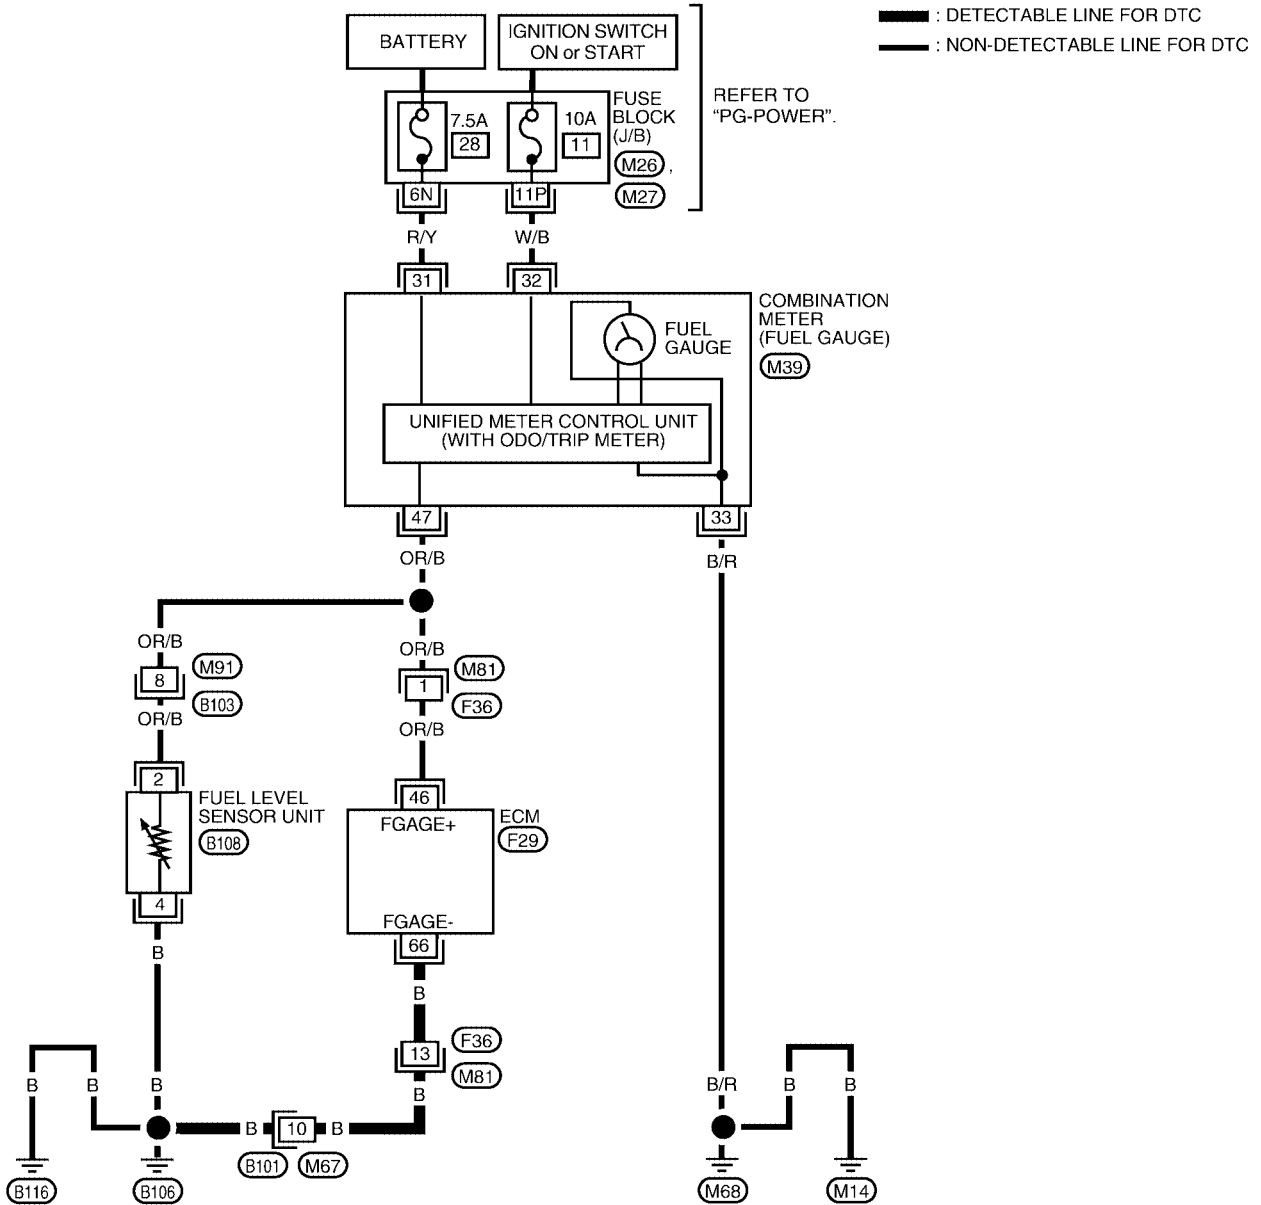 : DETECTABLE LINE FOR DTC
: NON-DETECTABLE LINE FOR DTC
BATTERY
IGNITION SWITCH
ON or START
REFER TO
“PG-POWER”.
FUSE
BLOCK
(J/B)
M26 ,
M27
7.5A
28
10A
11
6N
11P
R/Y
W/B
31
32
COMBINATION
METER
(FUEL GAUGE)
M39
FUEL
GAUGE
UNIFIED METER CONTROL UNIT
(WITH ODO/TRIP METER)
47
33
OR/B
B/R
OR/B
8
M91
B103
OR/B
OR/B
1
M81
F36
OR/B
2
FUEL LEVEL
SENSOR UNIT
B108
4
B
46
FGAGE+
ECM
F29
FGAGE-
66
B
13
F36
M81
B
B
B
B
B
10
B
B101
M67
B116
B106
B/R
B
B
M68
M14